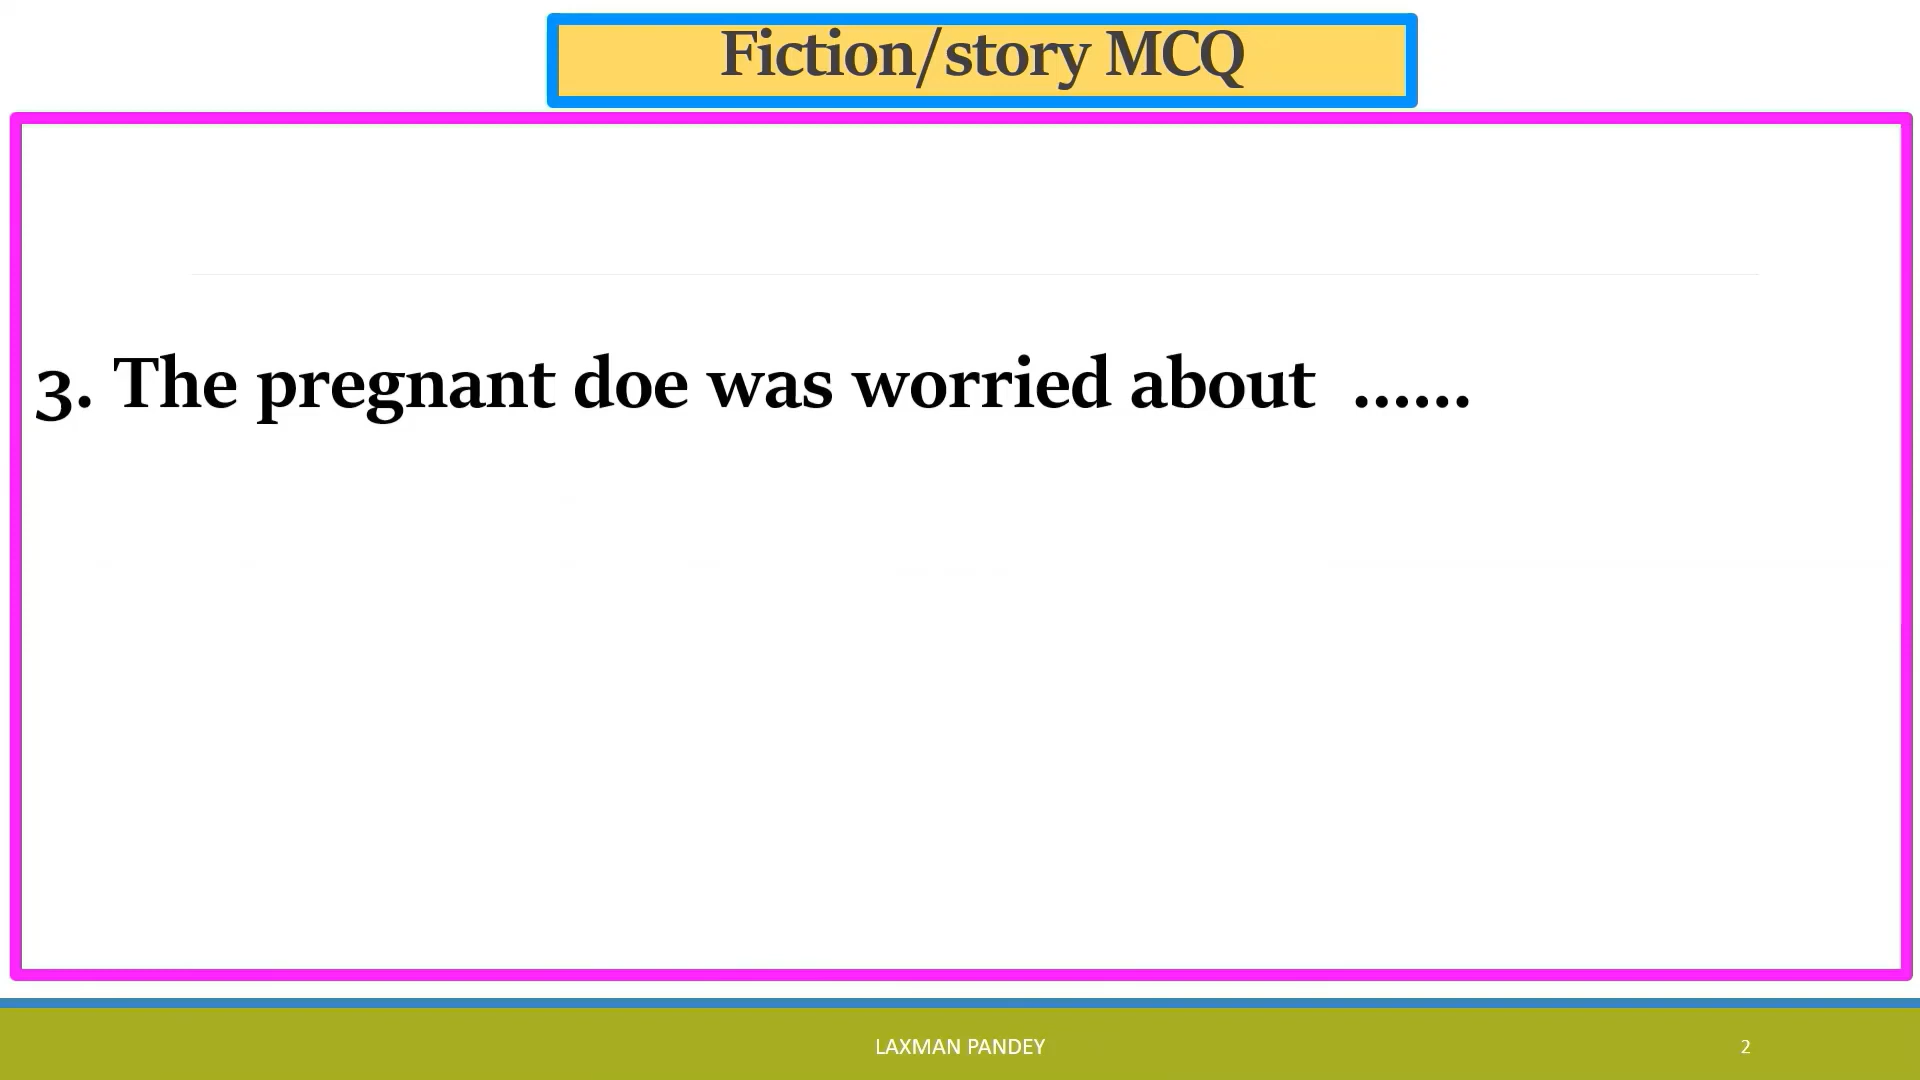 Fiction/story MCQ
3. The pregnant doe was worried about ......
LAXMAN PANDEY
2